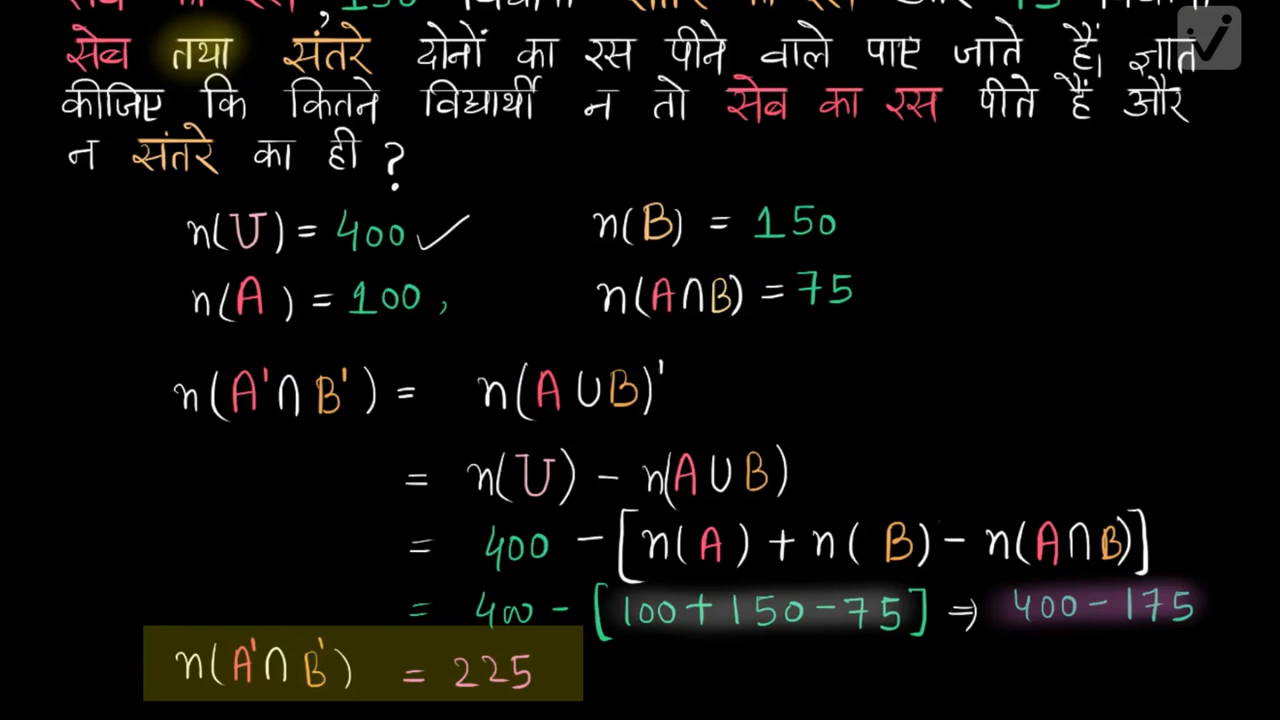 सेब तथा संतरे दोनों का रस पीने वाले पाए जाते हैं। ज्ञात
कीजिए कि कितने विद्यार्थी न तो सेब का रस पीते हैं और
न संतरे का ही ?
n(U) = 400 ✓ n(B) = 150
n(A) = 100, n(A∩B) = 75
n(A'∩B') = n(A∪B)'
= n(U) - n(A∪B)
= 400 - [n(A) + n(B) - n(A∩B)]
= 400 - [100 + 150 - 75] ⇒ 400 - 175
n(A'∩B') = 225